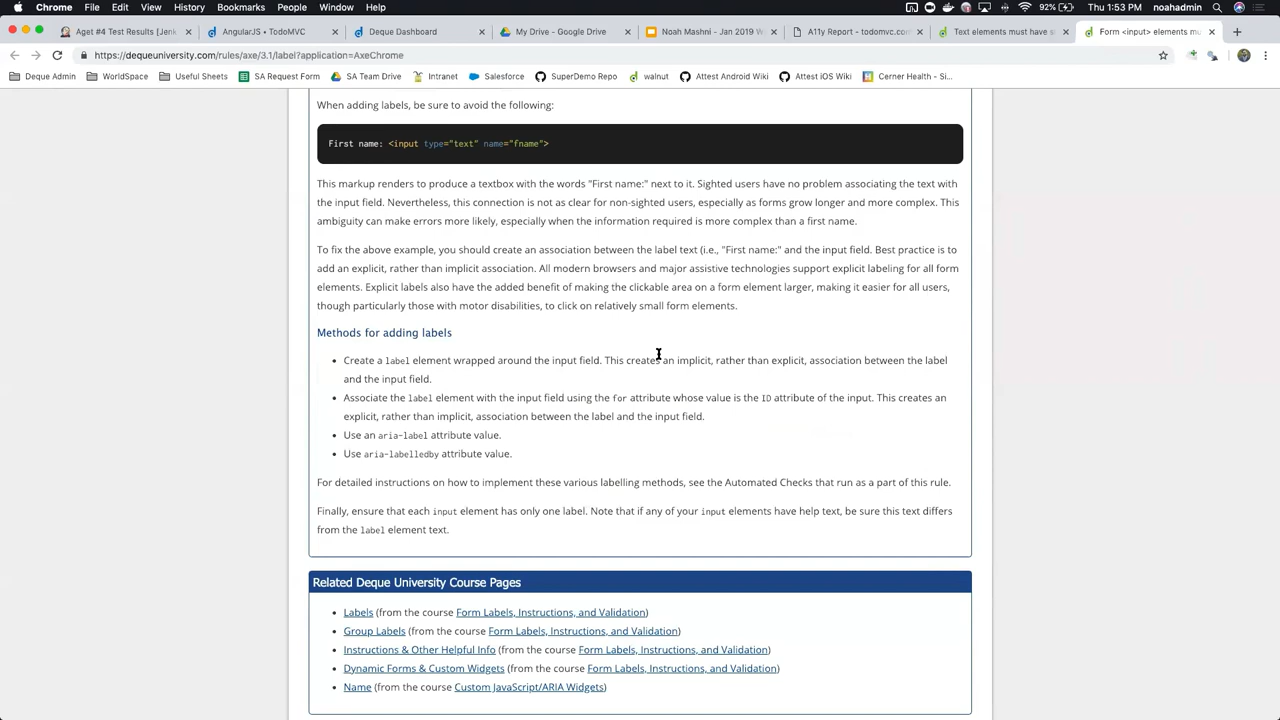 Chrome File Edit View History Bookmarks People Window Help 92% Thu 1:53 PM noahadmin
Aget #4 Test Results [Jenk × AngularJS • TodoMVC × Deque Dashboard × My Drive - Google Drive × Noah Mashni - Jan 2019 W × A11y Report - todomvc.com × Text elements must have s × Form <input> elements mu × +
https://dequeuniversity.org/rules/axe/3.1/label?application=AxeChrome
Deque Admin WorldSpace Useful Sheets SA Request Form SA Team Drive Intranet Salesforce SuperDemo Repo walnut Attest Android Wiki Attest iOS Wiki Cerner Health - Si...
When adding labels, be sure to avoid the following:
First name: <input type="text" name="fname">
This markup renders to produce a textbox with the words "First name:" next to it. Sighted users have no problem associating the text with
the input field. Nevertheless, this connection is not as clear for non-sighted users, especially as forms grow longer and more complex. This
ambiguity can make errors more likely, especially when the information required is more complex than a first name.
To fix the above example, you should create an association between the label text (i.e., "First name:" and the input field. Best practice is to
add an explicit, rather than implicit association. All modern browsers and major assistive technologies support explicit labeling for all form
elements. Explicit labels also have the added benefit of making the clickable area on a form element larger, making it easier for all users,
though particularly those with motor disabilities, to click on relatively small form elements.
Methods for adding labels
• Create a label element wrapped around the input field. This creates an implicit, rather than explicit, association between the label
and the input field.
• Associate the label element with the input field using the for attribute whose value is the ID attribute of the input. This creates an
explicit, rather than implicit, association between the label and the input field.
• Use an aria-label attribute value.
• Use aria-labelledby attribute value.
For detailed instructions on how to implement these various labelling methods, see the Automated Checks that run as a part of this rule.
Finally, ensure that each input element has only one label. Note that if any of your input elements have help text, be sure this text differs
from the label element text.
Related Deque University Course Pages
• Labels (from the course Form Labels, Instructions, and Validation)
• Group Labels (from the course Form Labels, Instructions, and Validation)
• Instructions & Other Helpful Info (from the course Form Labels, Instructions, and Validation)
• Dynamic Forms & Custom Widgets (from the course Form Labels, Instructions, and Validation)
• Name (from the course Custom JavaScript/ARIA Widgets)